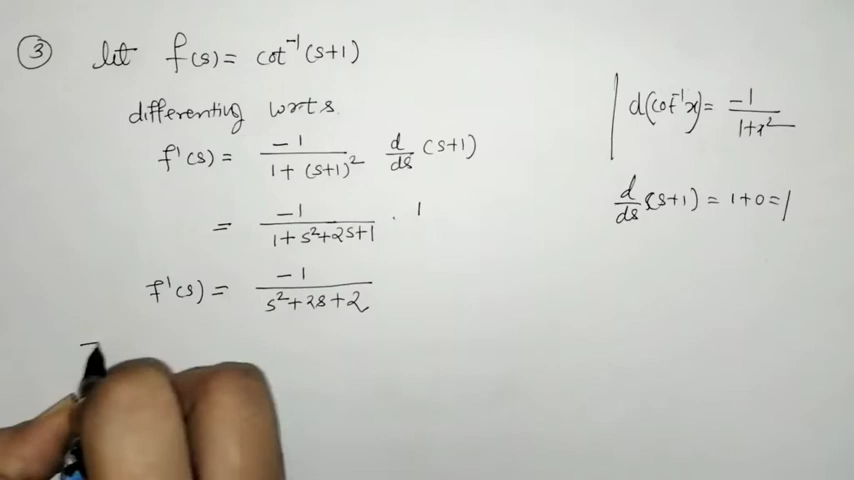 ③ let f(s) = cot⁻¹(s+1)
differenting w.r.t s.
f'(s) = -1 / 1 + (s+1)² d/ds (s+1)
= -1 / 1 + s² + 2s + 1 . 1
f'(s) = -1 / s² + 2s + 2
d(cot⁻¹x) = -1 / 1+x²
d/ds (s+1) = 1+0 = 1